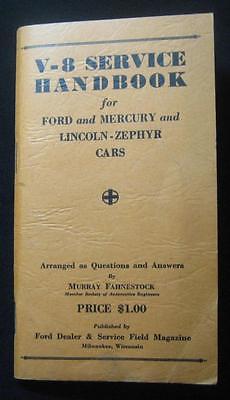 V-8 SERVICE
HANDBOOK
for
FORD and MERCURY and
LINCOLN-ZEPHYR
CARS
Arranged as Questions and Answers
By
MURRAY FAHNESTOCK
Member Society of Automotive Engineers
PRICE $1.00
Published by
Ford Dealer & Service Field Magazine
Milwaukee, Wisconsin